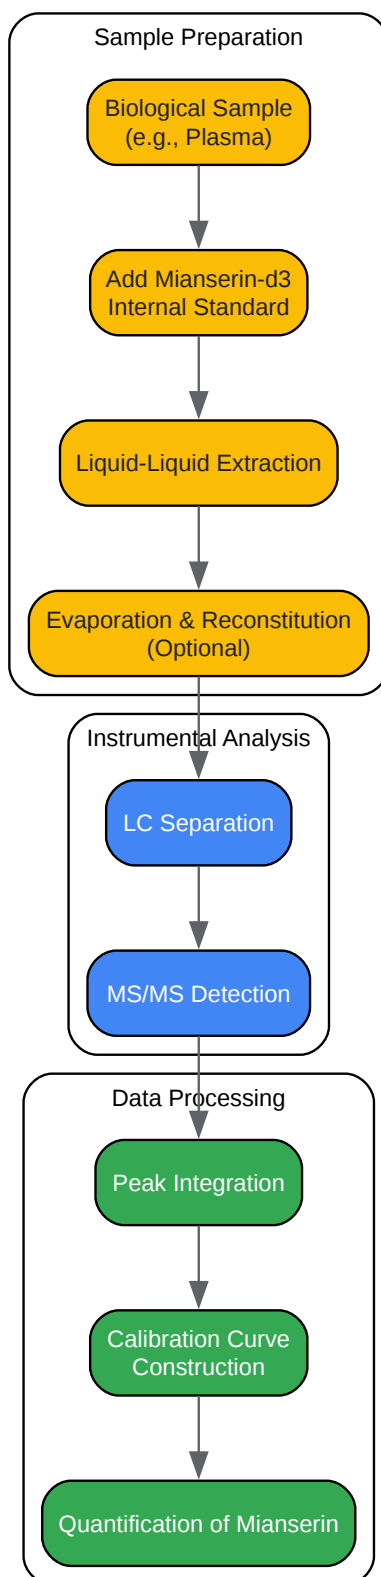 Sample Preparation
Biological Sample
(e.g., Plasma)
Add Mianserin-d3
Internal Standard
Liquid-Liquid Extraction
Evaporation & Reconstitution
(Optional)
Instrumental Analysis
LC Separation
MS/MS Detection
Data Processing
Peak Integration
Calibration Curve
Construction
Quantification of Mianserin